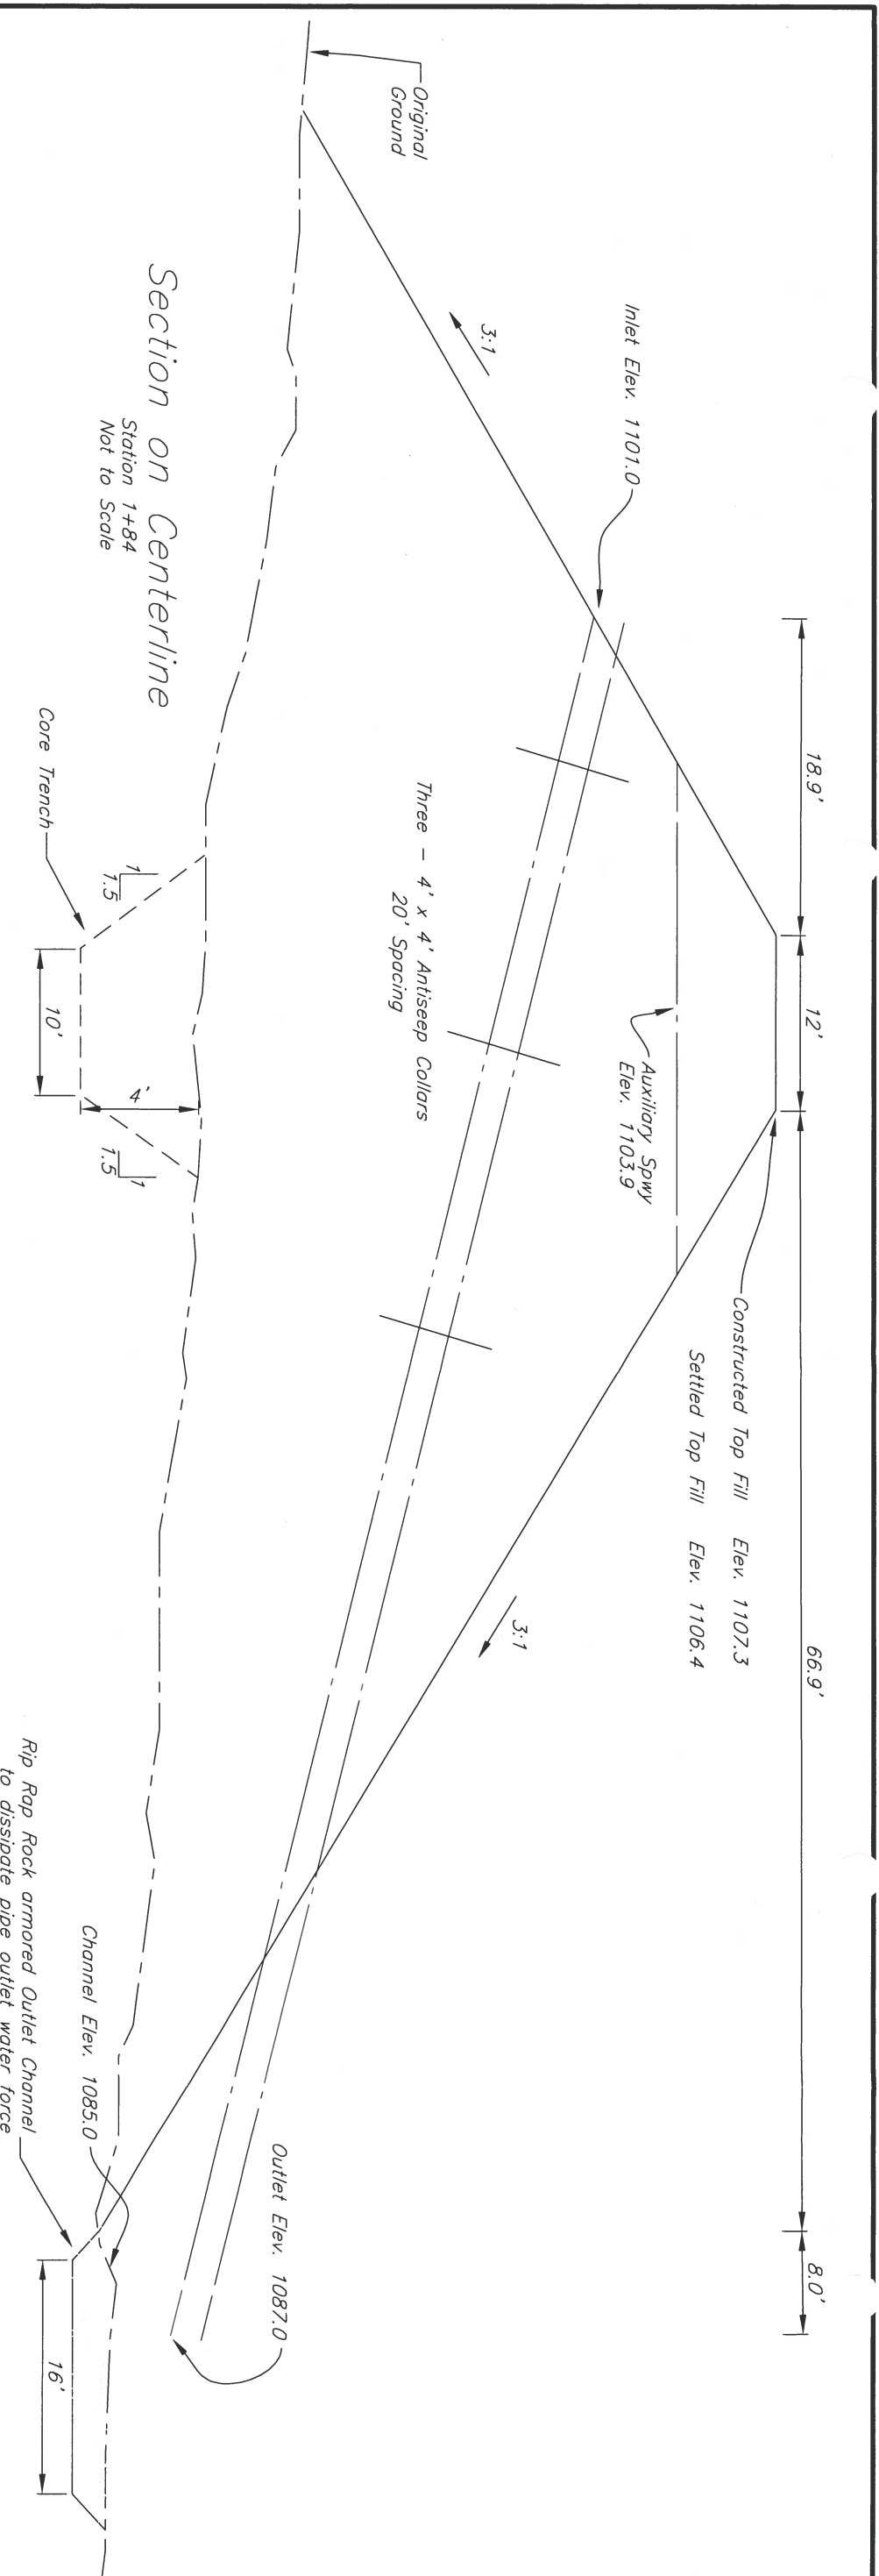 18.9'
12'
66.9'
8.0'
Constructed Top Fill Elev. 1107.3
Settled Top Fill Elev. 1106.4
Auxiliary Spwy
Elev. 1103.9
Inlet Elev. 1101.0
3:1
3:1
Original
Ground
Three - 4' x 4' Antiseep Collars
20' Spacing
Outlet Elev. 1087.0
Channel Elev. 1085.0
Section on Centerline
Station 1+84
Not to Scale
1
1.5
1
1.5
4'
10'
Core Trench
16'
Rip Rap Rock armored Outlet Channel
to dissipate pipe outlet water force